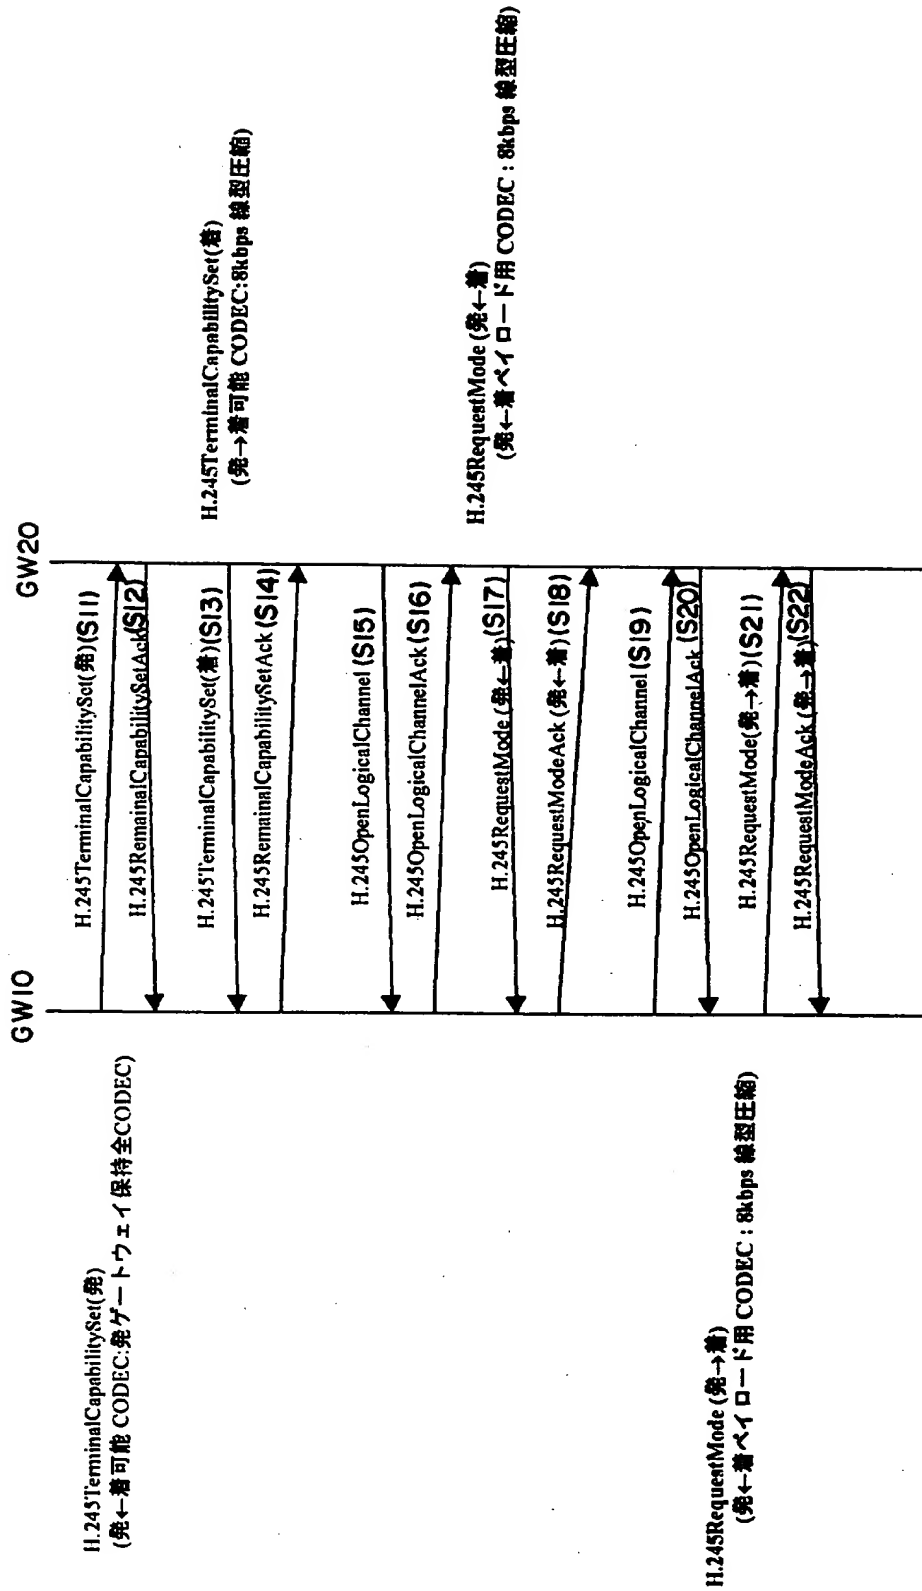 GW10
GW20
H.245TerminalCapabilitySet(発)
(発←着可能 CODEC:発ゲートウェイ保持全CODEC)
H.245TerminalCapabilitySet(発)(S11)
H.245RemainalCapabilitySetAck(S12)
H.245TerminalCapabilitySet(着)(S13)
H.245TerminalCapabilitySet(着)
(発→着可能 CODEC:8kbps 線型圧縮)
H.245RemainalCapabilitySetAck(S14)
H.245OpenLogicalChannel(S15)
H.245OpenLogicalChannelAck(S16)
H.245RequestMode(発←着)(S17)
H.245RequestMode(発←着)
(発←着ペイロード用 CODEC : 8kbps 線型圧縮)
H.245RequestModeAck(発←着)(S18)
H.245OpenLogicalChannel(S19)
H.245OpenLogicalChannelAck(S20)
H.245RequestMode(発→着)
(発←着ペイロード用 CODEC : 8kbps 線型圧縮)
H.245RequestMode(発→着)(S21)
H.245RequestModeAck(発→着)(S22)